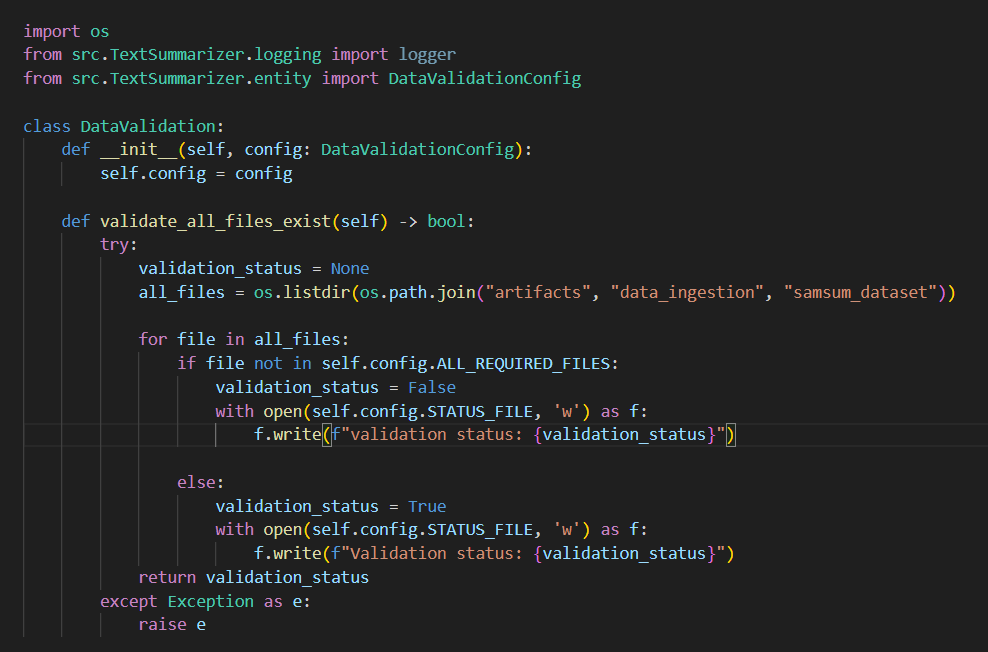 import os
from src.TextSummarizer.logging import logger
from src.TextSummarizer.entity import DataValidationConfig

class DataValidation:
    def __init__(self, config: DataValidationConfig):
        self.config = config

    def validate_all_files_exist(self) -> bool:
        try:
            validation_status = None
            all_files = os.listdir(os.path.join("artifacts", "data_ingestion", "samsum_dataset"))

            for file in all_files:
                if file not in self.config.ALL_REQUIRED_FILES:
                    validation_status = False
                    with open(self.config.STATUS_FILE, 'w') as f:
                        f.write(f"validation status: {validation_status}")

                else:
                    validation_status = True
                    with open(self.config.STATUS_FILE, 'w') as f:
                        f.write(f"Validation status: {validation_status}")
            return validation_status
        except Exception as e:
            raise e